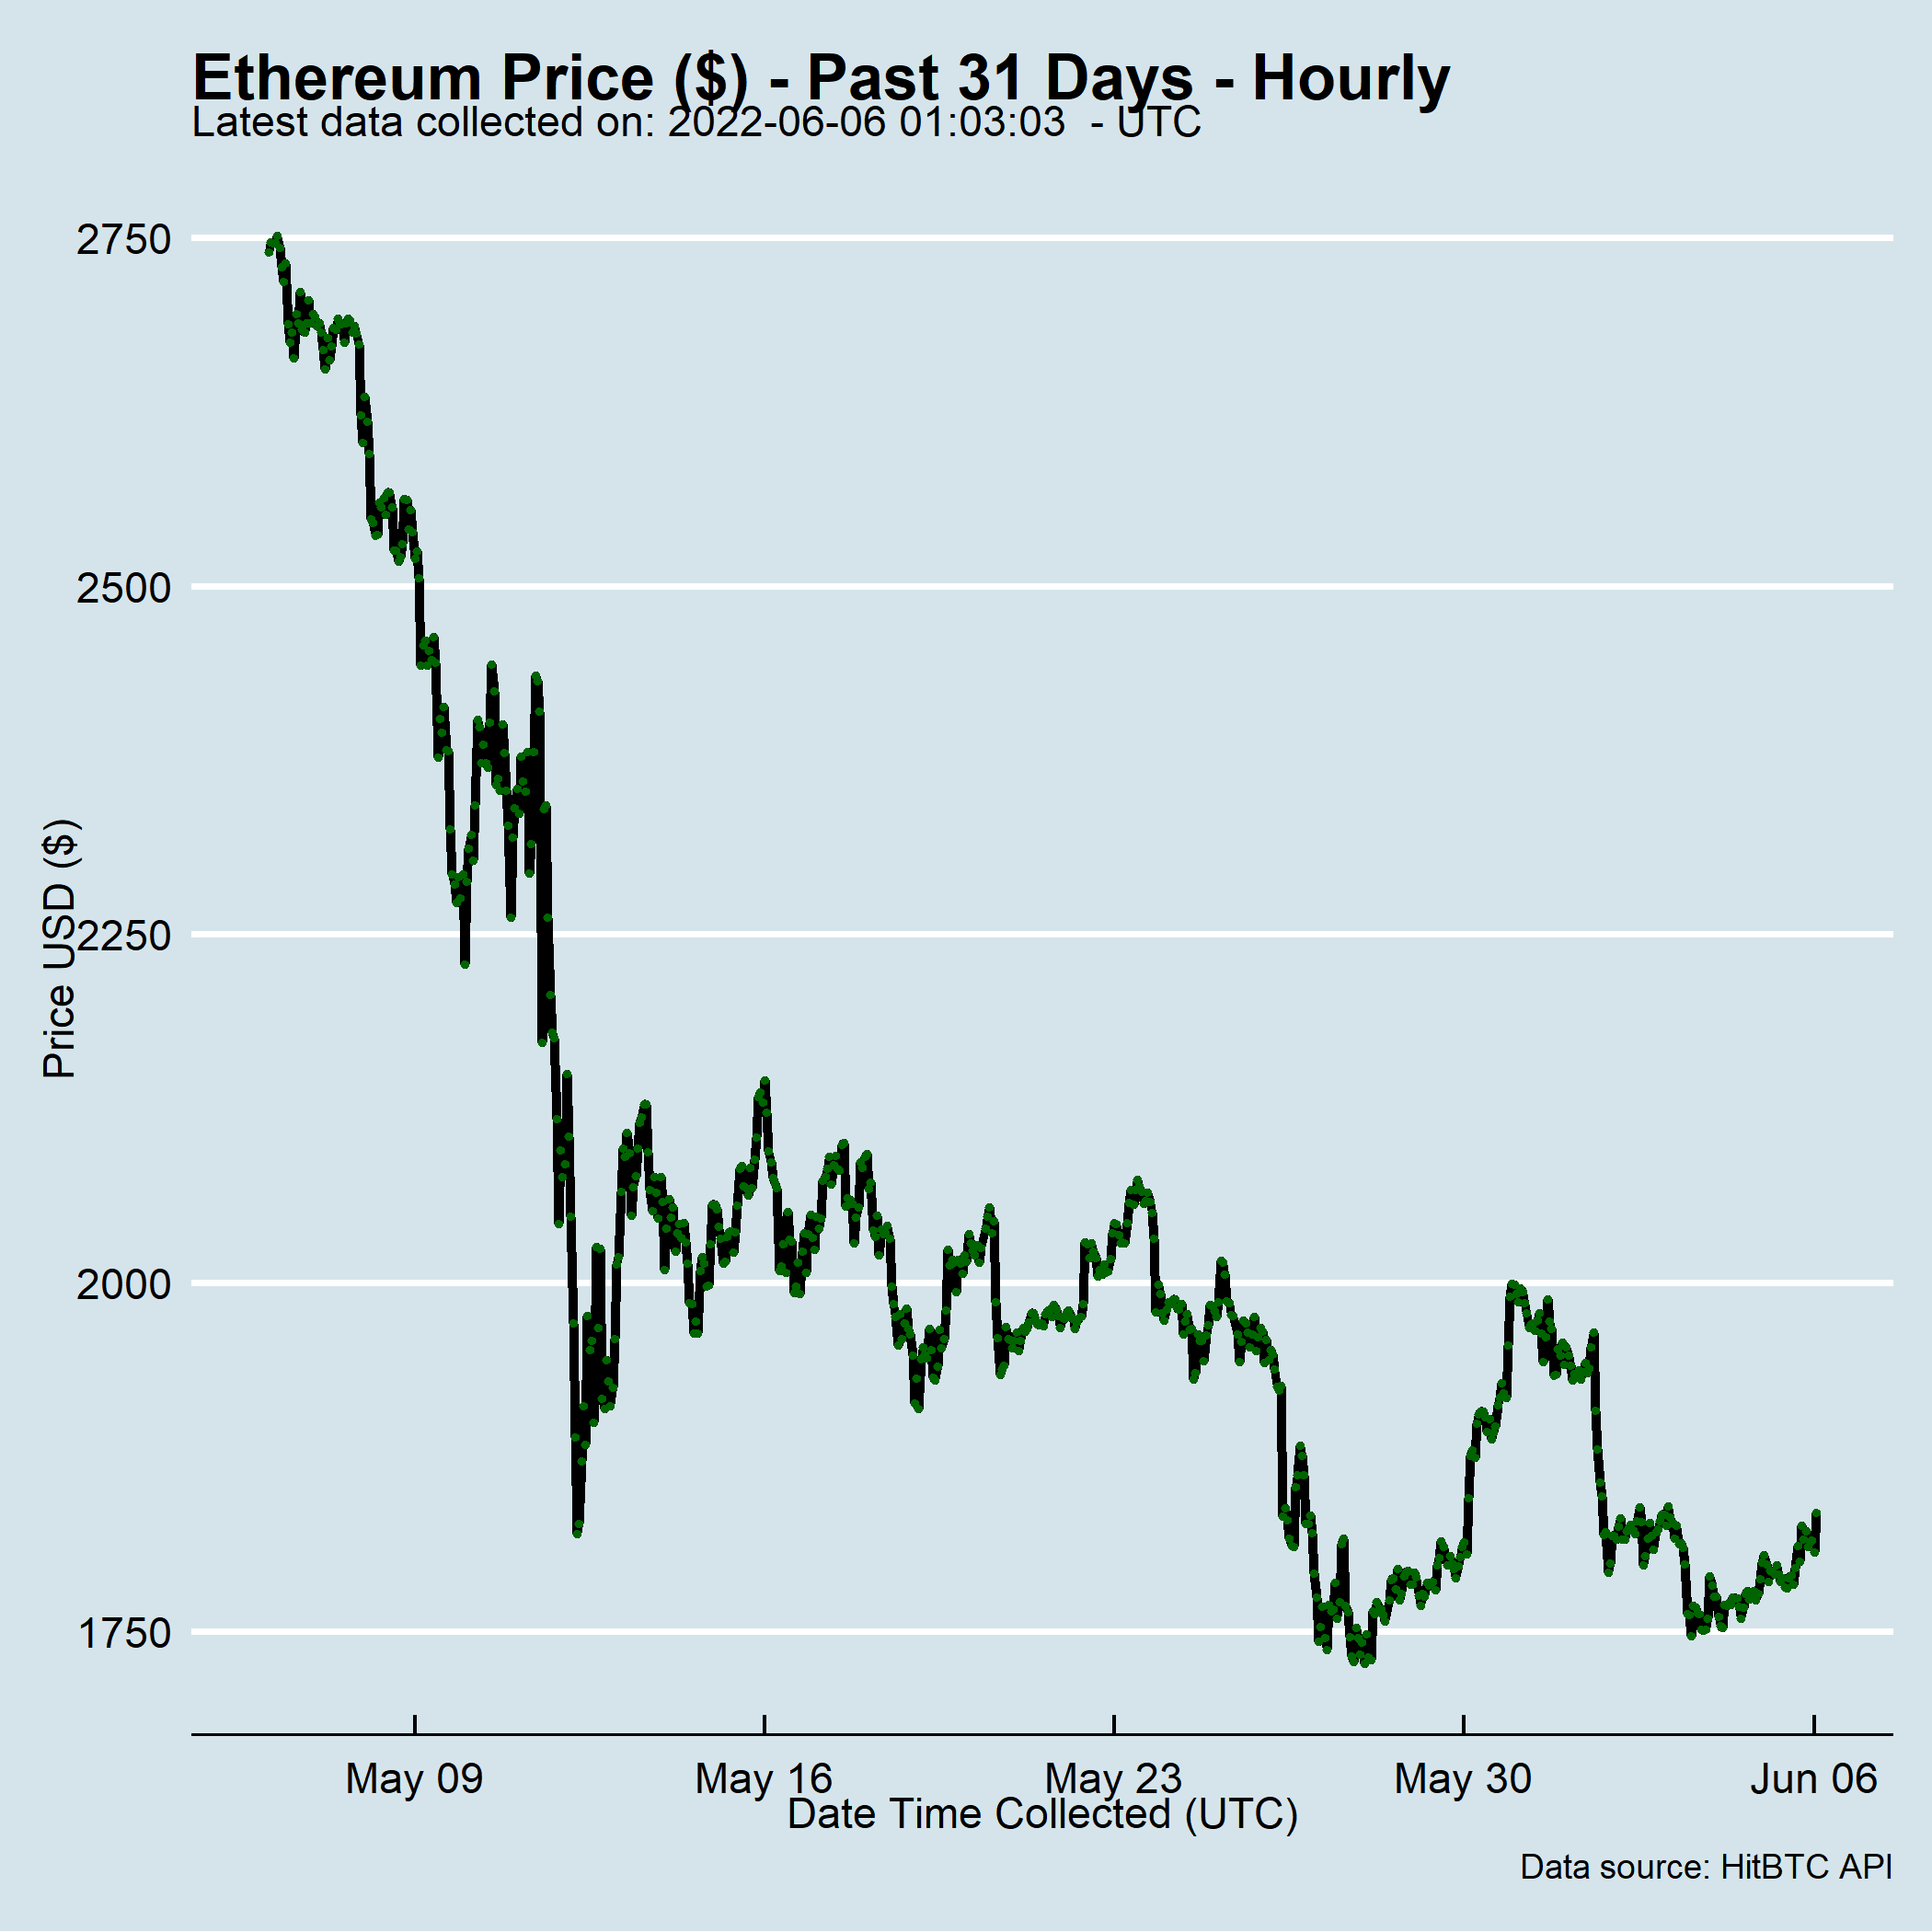 Ethereum Price ($) - Past 31 Days - Hourly
Latest data collected on: 2022-06-06 01:03:03  - UTC
2750
2500
2250
2000
1750
Price USD ($)
May 09 May 16 May 23 May 30 Jun 06
Date Time Collected (UTC)
Data source: HitBTC API